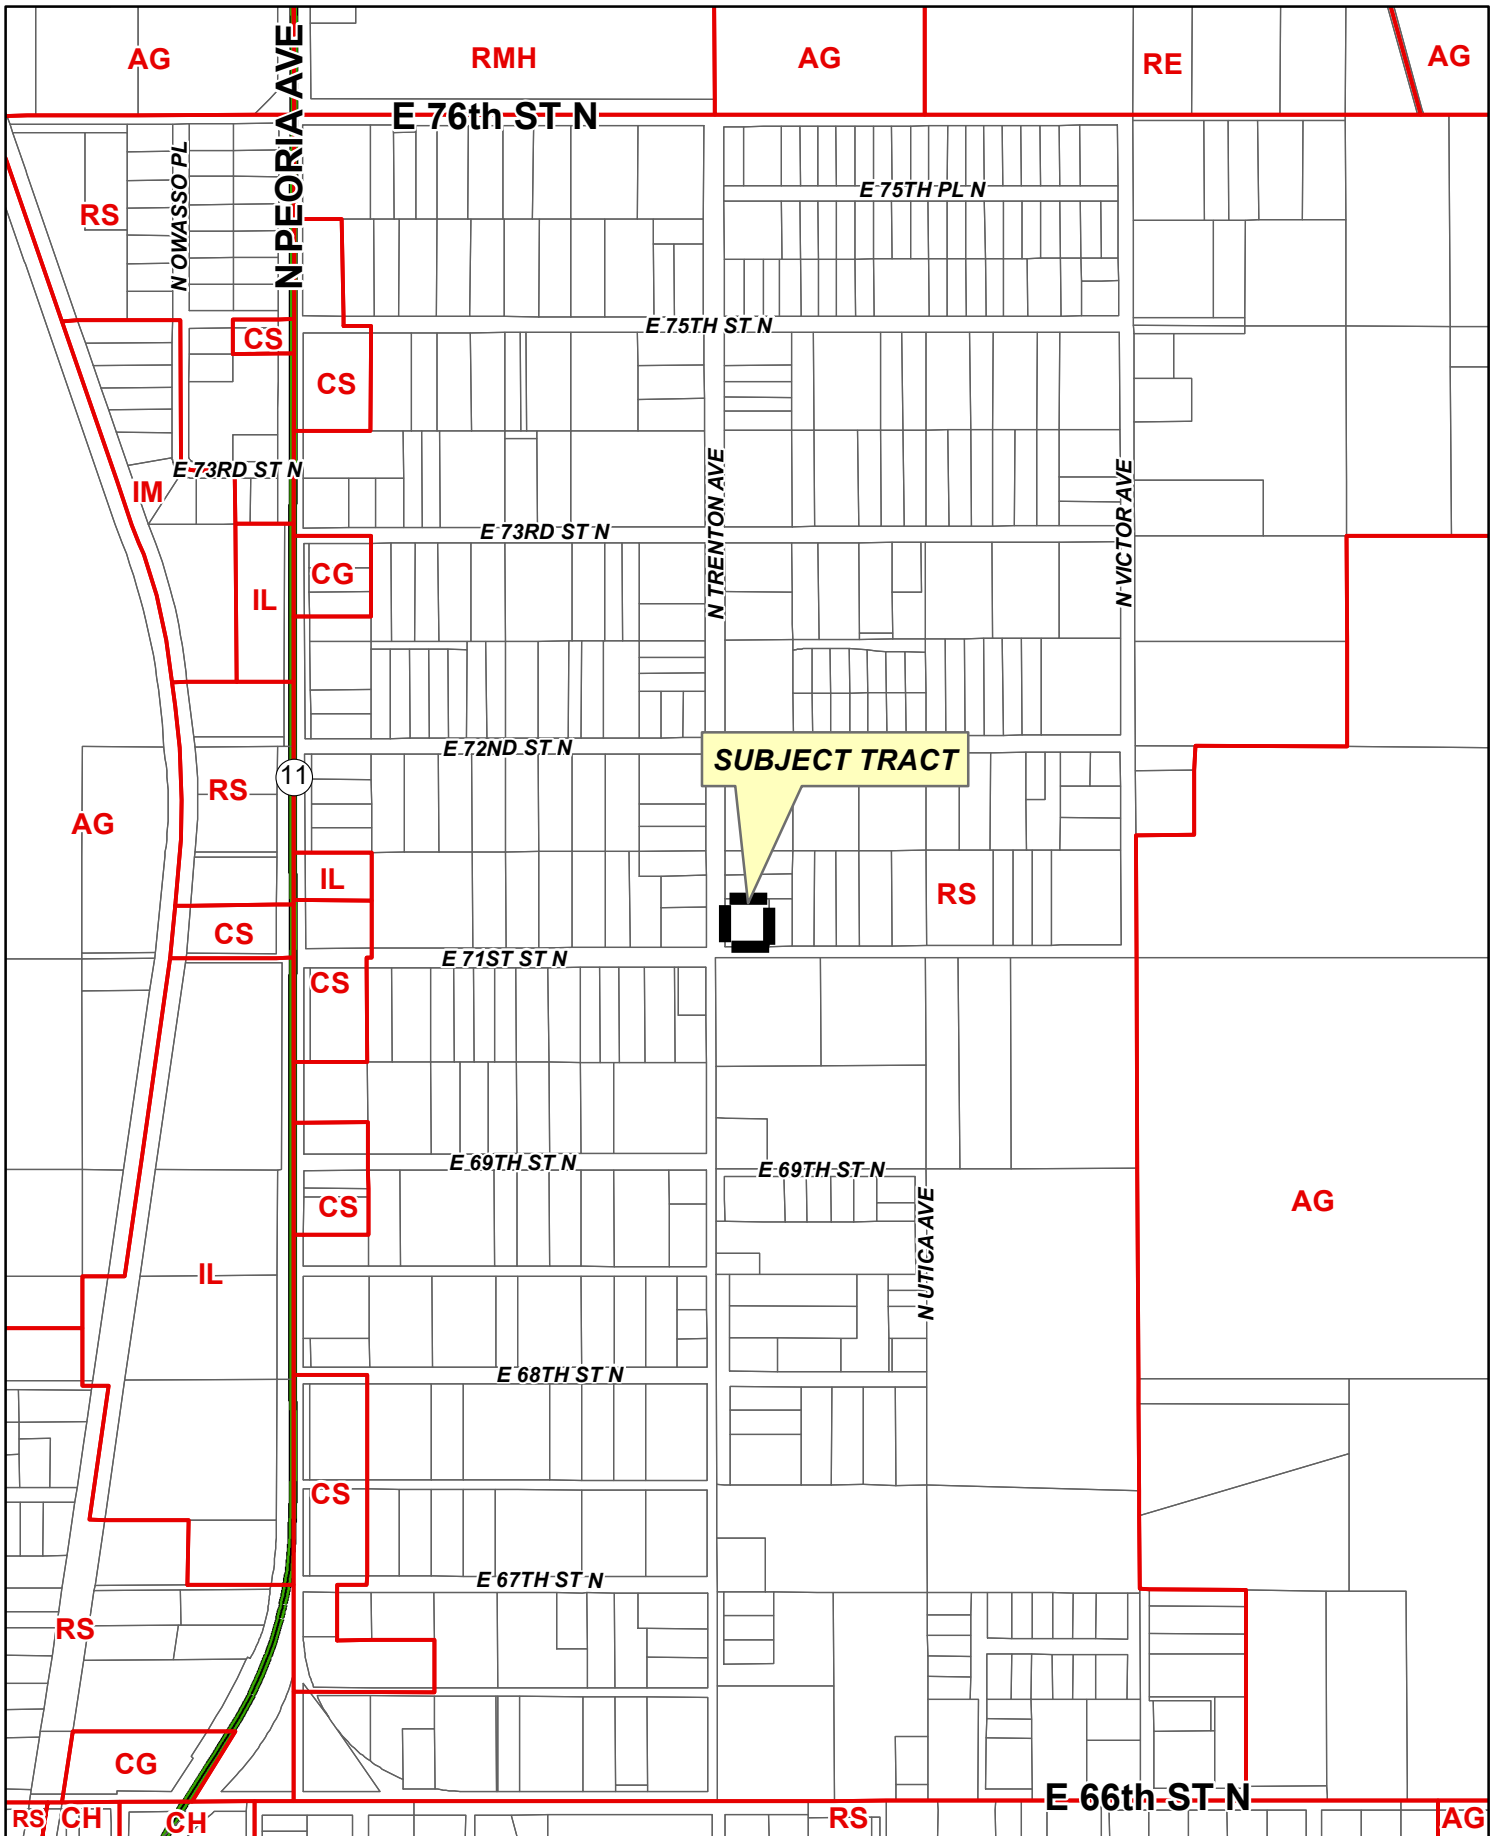 AG
N PEORIA AVE
RMH
AG
RE
AG
E 76th ST N
N OWASSO PL
E 75TH PL N
RS
E 75TH ST N
CS
CS
N TRENTON AVE
N VICTOR AVE
E 73RD ST N
IM
E 73RD ST N
CG
IL
E 72ND ST N
SUBJECT TRACT
11
RS
AG
IL
RS
CS
E 71ST ST N
CS
E 69TH ST N
E 69TH ST N
N UTICA AVE
CS
AG
IL
E 68TH ST N
CS
E 67TH ST N
RS
CG
E 66th ST N
RS
CH
CH
RS
AG